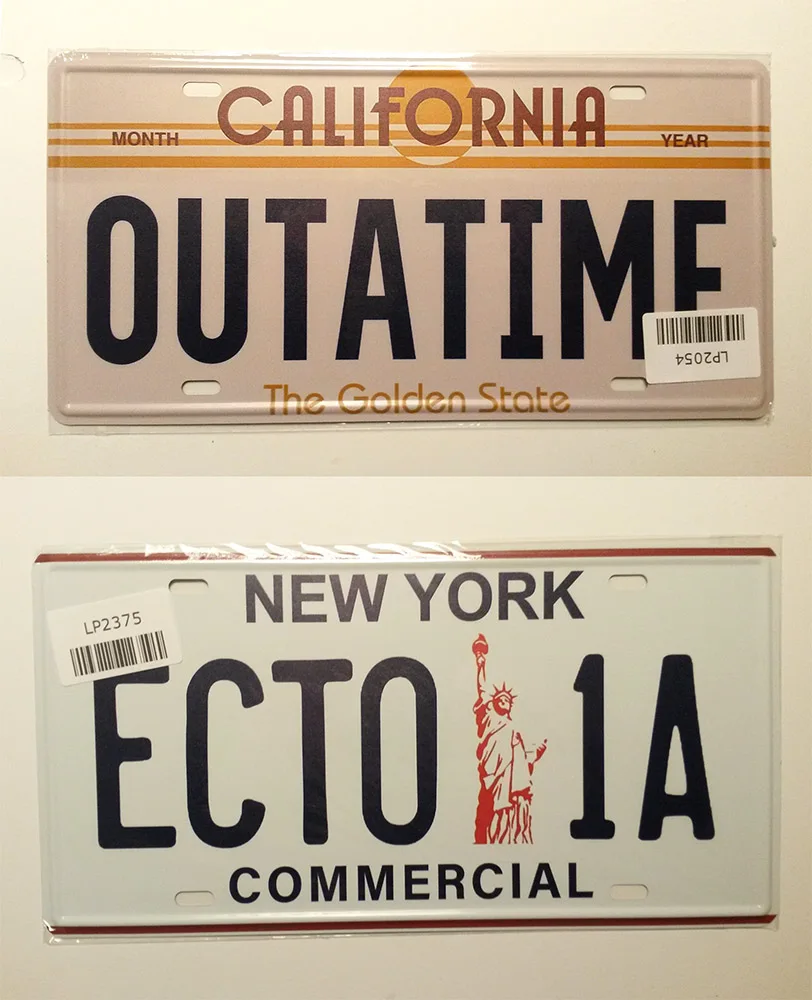 CALIFORNIA
MONTH YEAR
OUTATIME
LP2054
The Golden State
NEW YORK
LP2375
ECTO 1A
COMMERCIAL